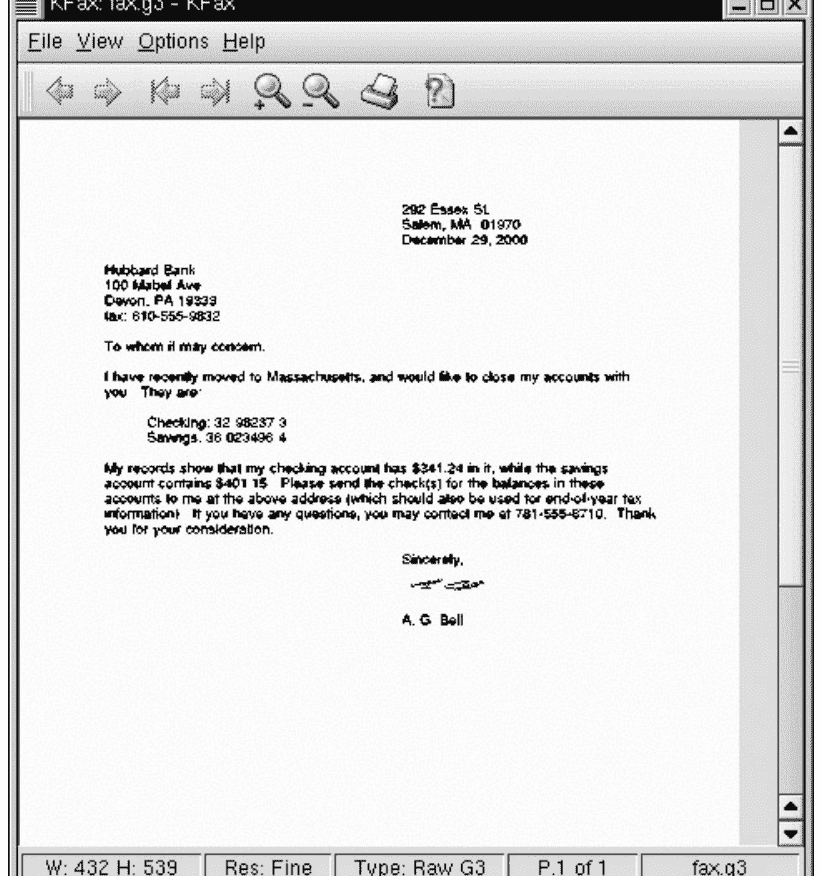 KFax: fax.g3 - KFax
File View Options Help
292 Essex St.
Salem, MA 01970
December 29, 2000
Hubbard Bank
100 Mabel Ave
Devon, PA 19333
fax: 610-555-9832
To whom it may concern.
I have recently moved to Massachusetts, and would like to close my accounts with
you They are:
Checking: 32 98237 3
Savings. 36 023496 4
My records show that my checking account has $341.24 in it, while the savings
account contains $401 15 Please send the check(s) for the balances in these
accounts to me at the above address (which should also be used for end-of-year tax
information) If you have any questions, you may contact me at 781-555-6710. Thank
you for your consideration.
Sincerely,
A. G. Bell
W: 432 H: 539 Res: Fine Type: Raw G3 P.1 of 1 fax.g3